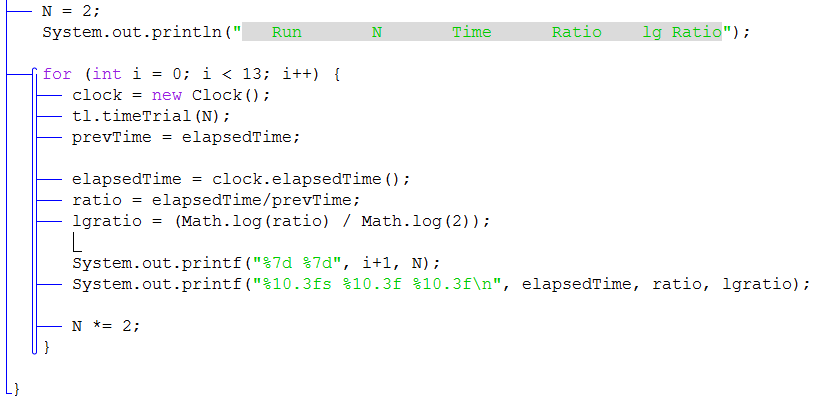 N = 2;
System.out.println("   Run       N       Time      Ratio    lg Ratio");
for (int i = 0; i < 13; i++) {
clock = new Clock();
tl.timeTrial(N);
prevTime = elapsedTime;
elapsedTime = clock.elapsedTime();
ratio = elapsedTime/prevTime;
lgratio = (Math.log(ratio) / Math.log(2));
System.out.printf("%7d %7d", i+1, N);
System.out.printf("%10.3fs %10.3f %10.3f\n", elapsedTime, ratio, lgratio);
N *= 2;
}
}